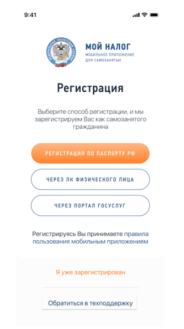 9:41
МОЙ НАЛОГ
МОБИЛЬНОЕ ПРИЛОЖЕНИЕ
ДЛЯ САМОЗАНЯТЫХ
Регистрация
Выберите способ регистрации, и мы
зарегистрируем Вас как самозанятого
гражданина
РЕГИСТРАЦИЯ ПО ПАСПОРТУ РФ
ЧЕРЕЗ ЛК ФИЗИЧЕСКОГО ЛИЦА
ЧЕРЕЗ ПОРТАЛ ГОСУСЛУГ
Регистрируясь Вы принимаете правила
пользования мобильным приложением
Я уже зарегистрирован
Обратиться в техподдержку